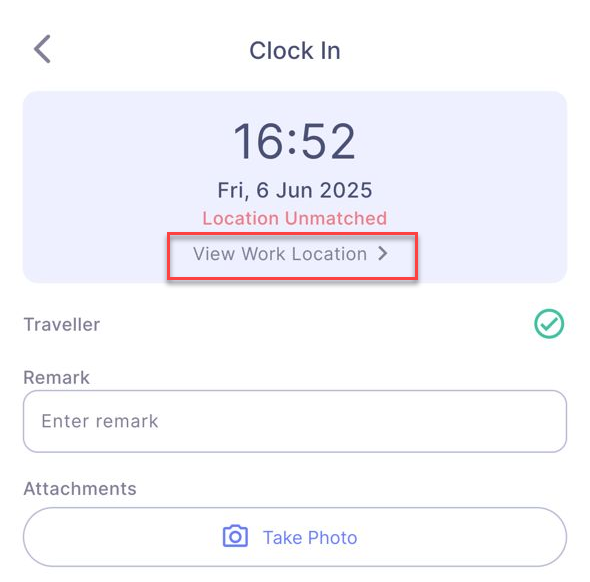 Clock In
16:52
Fri, 6 Jun 2025
Location Unmatched
View Work Location
Traveller
Remark
Enter remark
Attachments
Take Photo